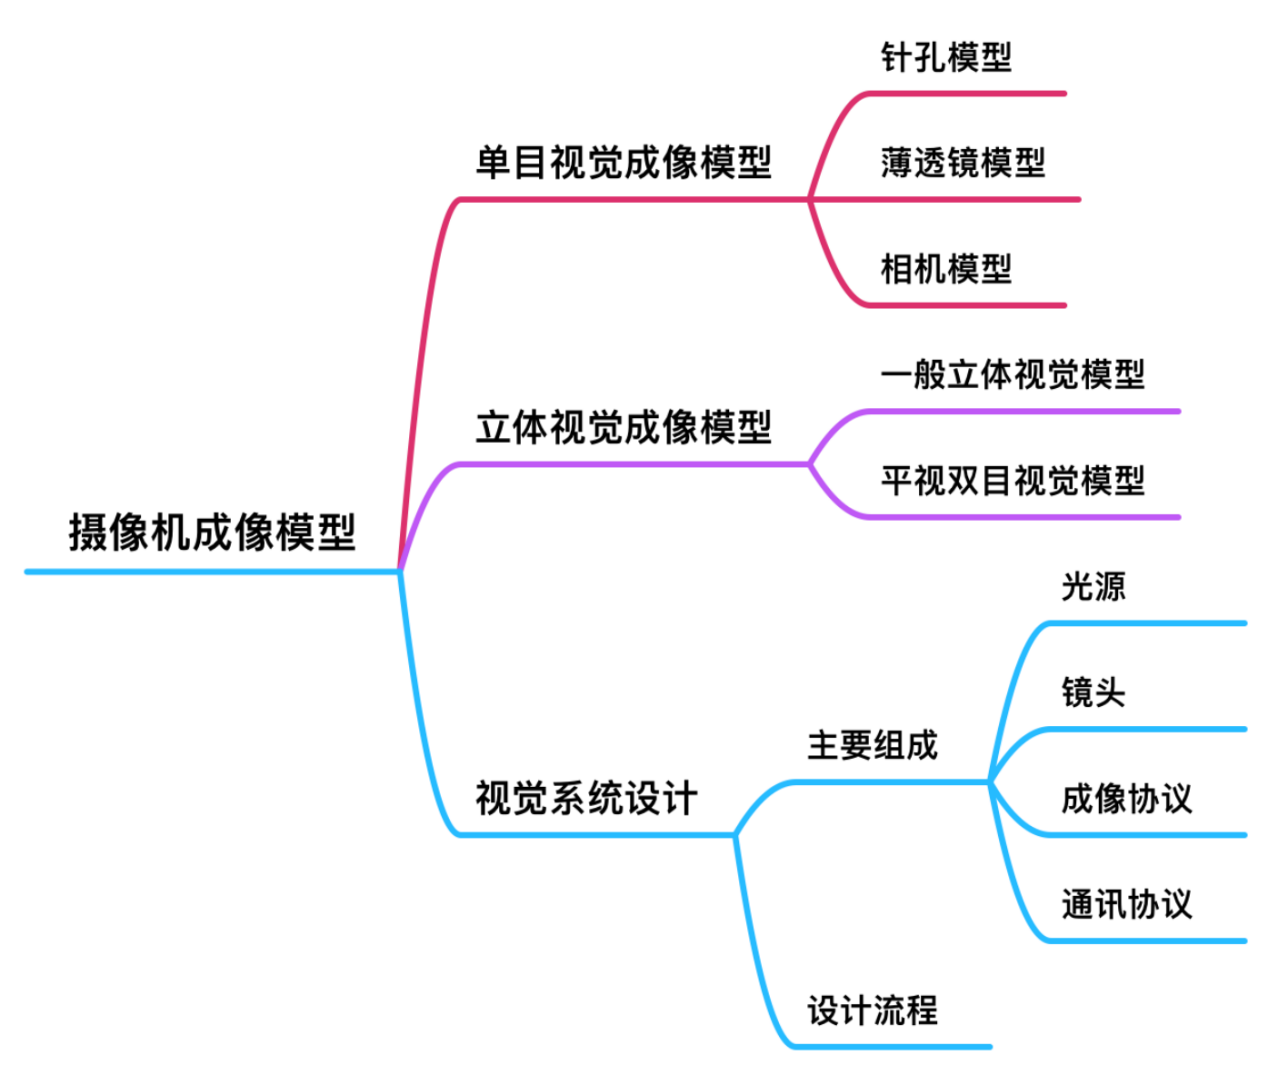 摄像机成像模型
单目视觉成像模型
针孔模型
薄透镜模型
相机模型
立体视觉成像模型
一般立体视觉模型
平视双目视觉模型
视觉系统设计
主要组成
光源
镜头
成像协议
通讯协议
设计流程